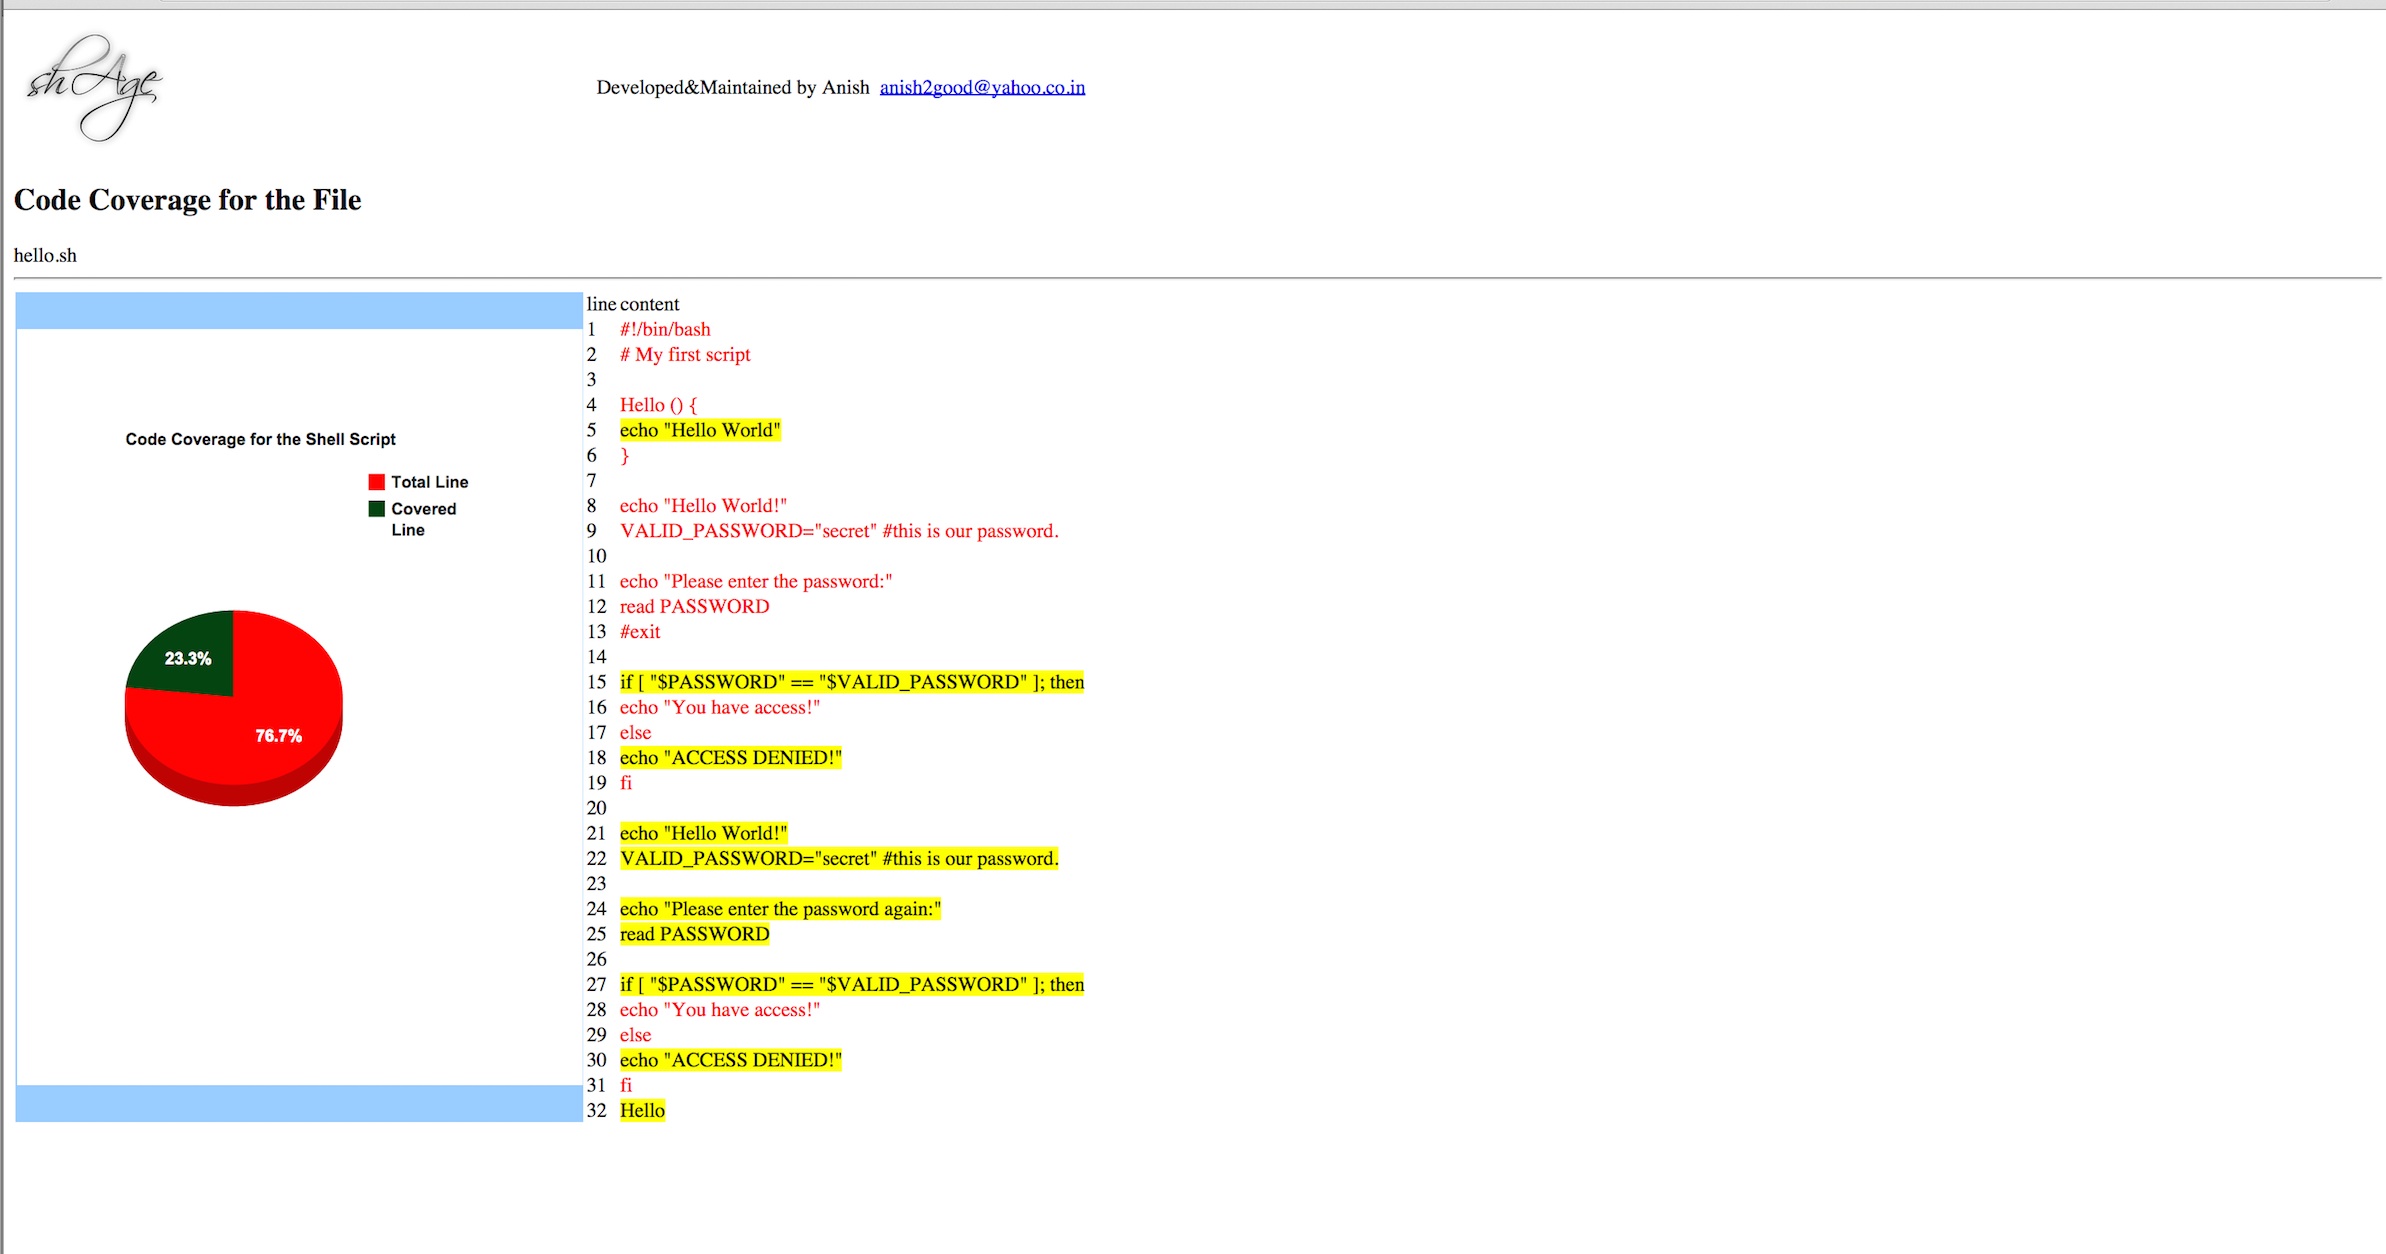 shAge
Developed&Maintained by Anish anish2good@yahoo.co.in
Code Coverage for the File
hello.sh
Code Coverage for the Shell Script
Total Line
Covered
Line
23.3%
76.7%
line content
1 #!/bin/bash
2 # My first script
3
4 Hello () {
5 echo "Hello World"
6 }
7
8 echo "Hello World!"
9 VALID_PASSWORD="secret" #this is our password.
10
11 echo "Please enter the password:"
12 read PASSWORD
13 #exit
14
15 if [ "$PASSWORD" == "$VALID_PASSWORD" ]; then
16 echo "You have access!"
17 else
18 echo "ACCESS DENIED!"
19 fi
20
21 echo "Hello World!"
22 VALID_PASSWORD="secret" #this is our password.
23
24 echo "Please enter the password again:"
25 read PASSWORD
26
27 if [ "$PASSWORD" == "$VALID_PASSWORD" ]; then
28 echo "You have access!"
29 else
30 echo "ACCESS DENIED!"
31 fi
32 Hello